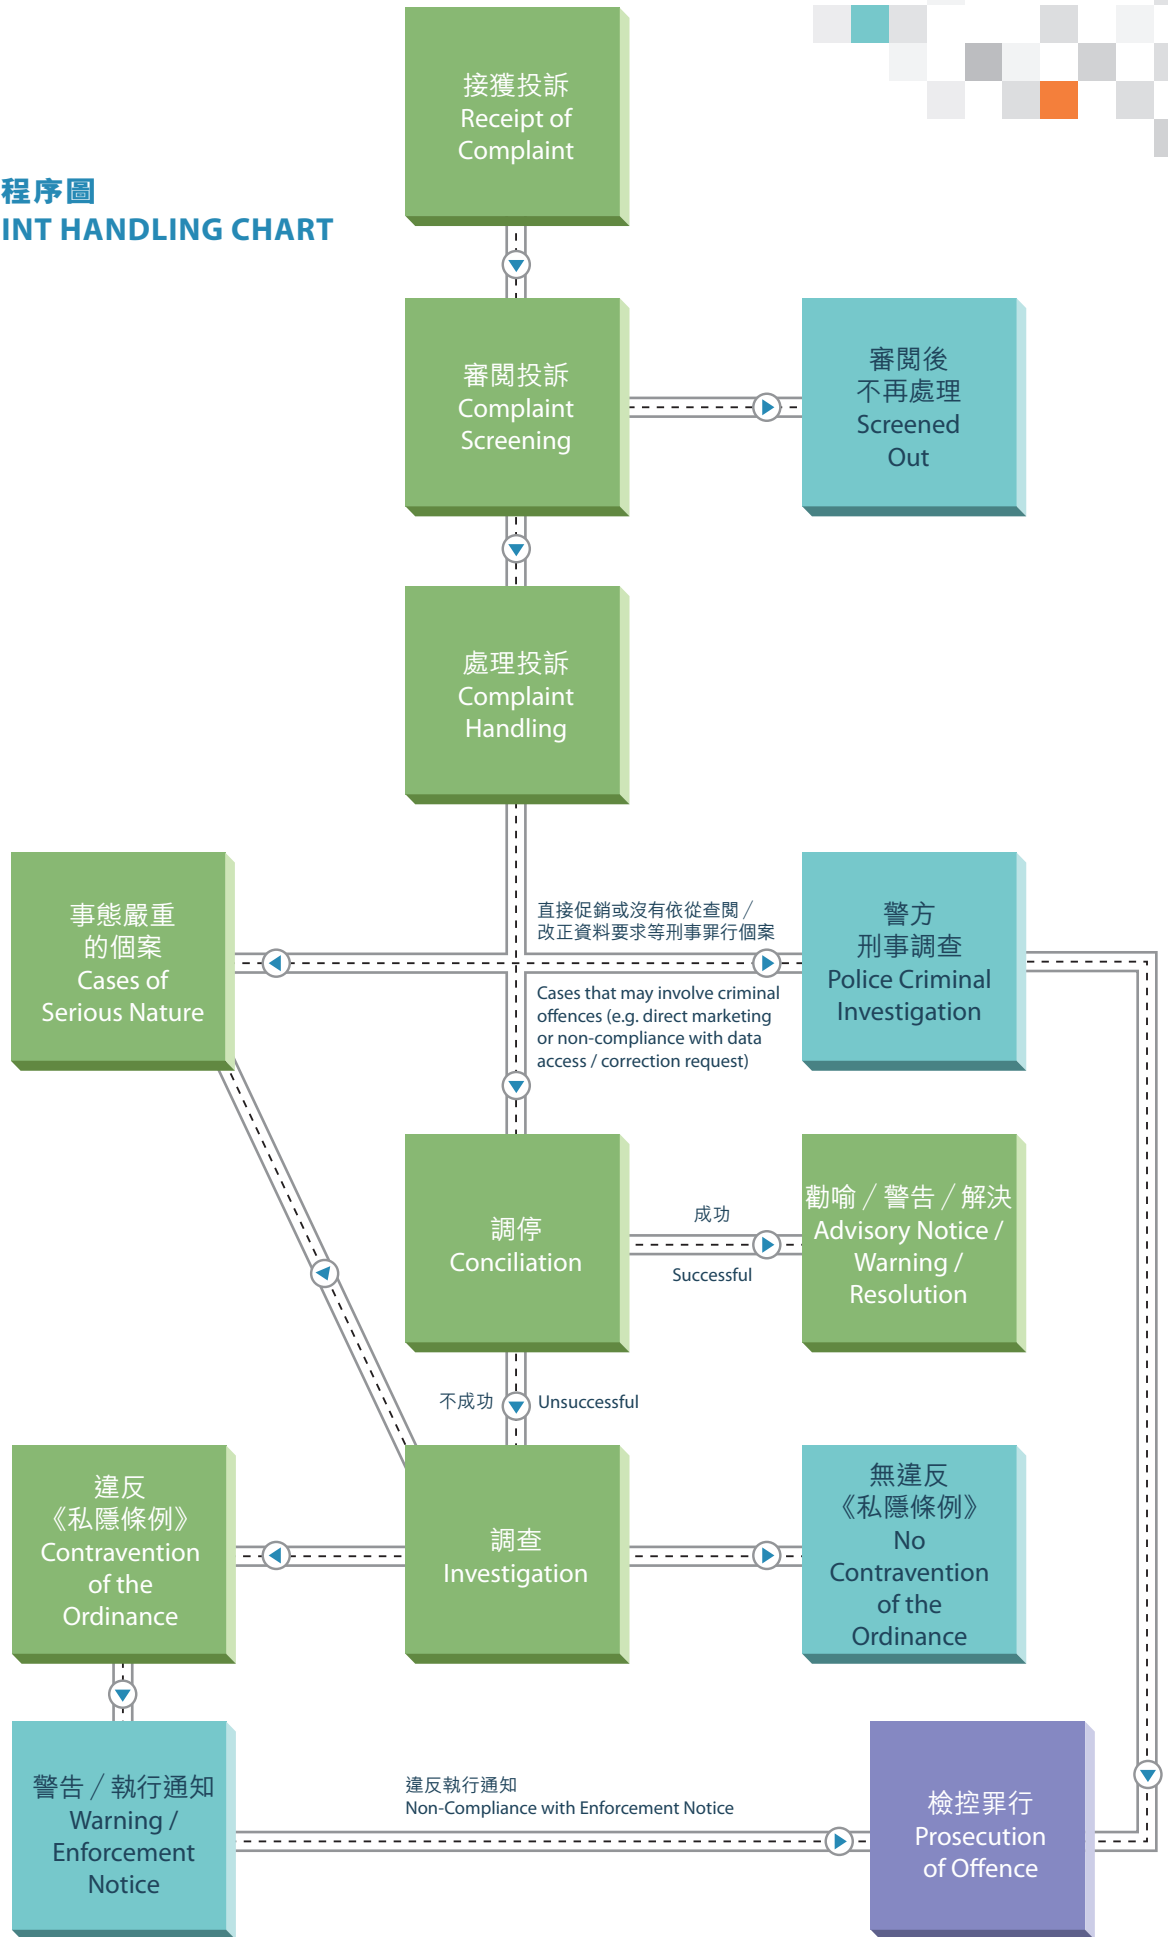 接獲投訴
Receipt of
Complaint
程序圖
INT HANDLING CHART
審閱投訴
Complaint
Screening
審閱後
不再處理
Screened
Out
處理投訴
Complaint
Handling
事態嚴重
的個案
Cases of
Serious Nature
直接促銷或沒有依從查閱／
改正資料要求等刑事罪行個案
Cases that may involve criminal
offences (e.g. direct marketing
or non-compliance with data
access / correction request)
警方
刑事調查
Police Criminal
Investigation
調停
Conciliation
成功
Successful
勸喻／警告／解決
Advisory Notice /
Warning /
Resolution
不成功
Unsuccessful
違反
《私隱條例》
Contravention
of the
Ordinance
調查
Investigation
無違反
《私隱條例》
No
Contravention
of the
Ordinance
警告／執行通知
Warning /
Enforcement
Notice
違反執行通知
Non-Compliance with Enforcement Notice
檢控罪行
Prosecution
of Offence